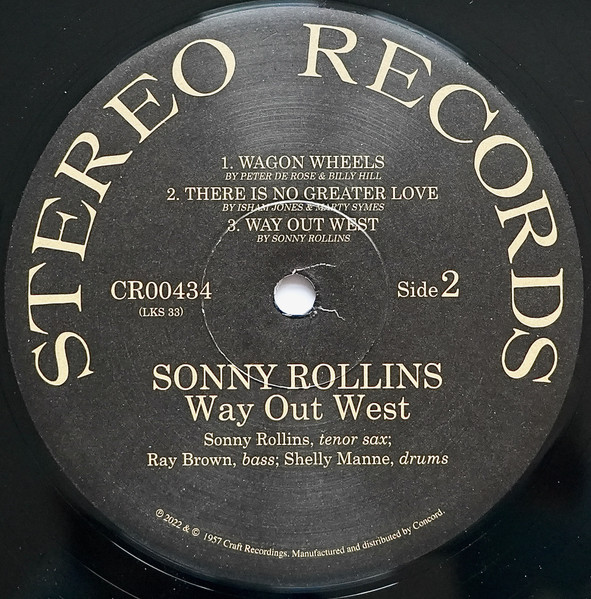 STEREO RECORDS
1. WAGON WHEELS
BY PETER DE ROSE & BILLY HILL
2. THERE IS NO GREATER LOVE
BY ISHAM JONES & MARTY SYMES
3. WAY OUT WEST
BY SONNY ROLLINS
CR00434
(LKS 33)
Side 2
SONNY ROLLINS
Way Out West
Sonny Rollins, tenor sax;
Ray Brown, bass; Shelly Manne, drums
℗ 2022 & © 1957 Craft Recordings. Manufactured and distributed by Concord.